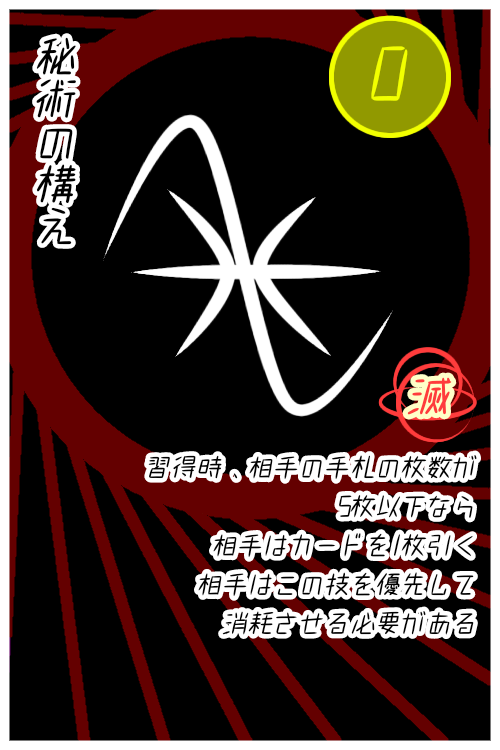 秘術の構え
0
滅
習得時、相手の手札の枚数が
5枚以下なら
相手はカードを1枚引く
相手はこの技を優先して
消耗させる必要がある